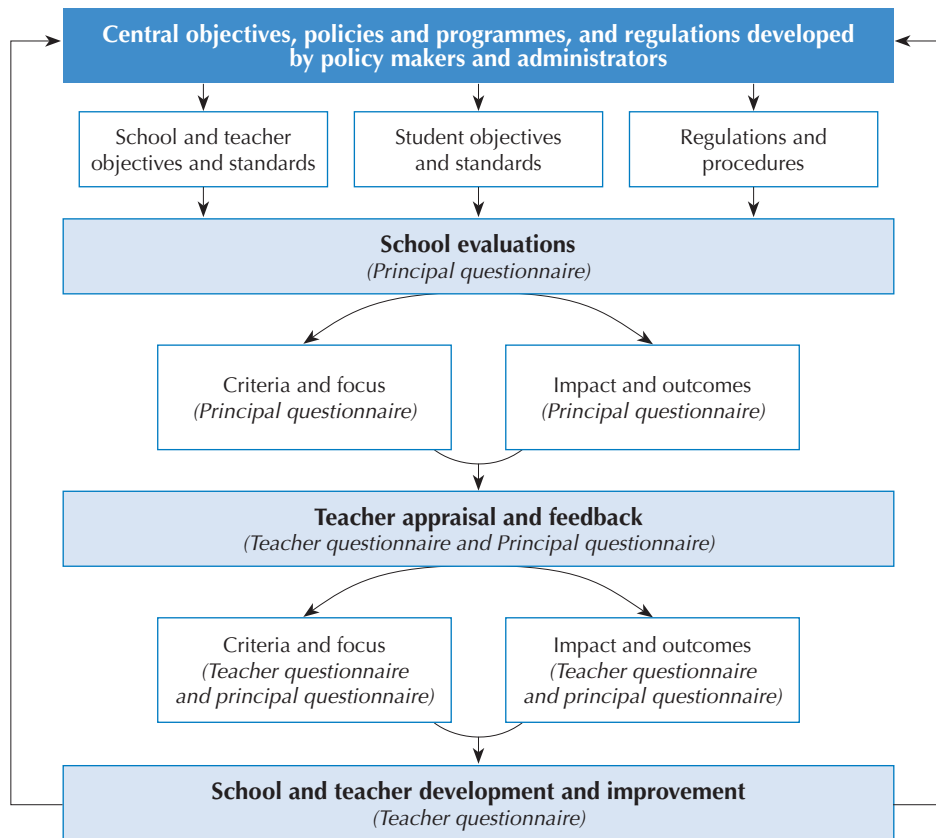 Central objectives, policies and programmes, and regulations developed
by policy makers and administrators
School and teacher
objectives and standards
Student objectives
and standards
Regulations and
procedures
School evaluations
(Principal questionnaire)
Criteria and focus
(Principal questionnaire)
Impact and outcomes
(Principal questionnaire)
Teacher appraisal and feedback
(Teacher questionnaire and Principal questionnaire)
Criteria and focus
(Teacher questionnaire
and principal questionnaire)
Impact and outcomes
(Teacher questionnaire
and principal questionnaire)
School and teacher development and improvement
(Teacher questionnaire)